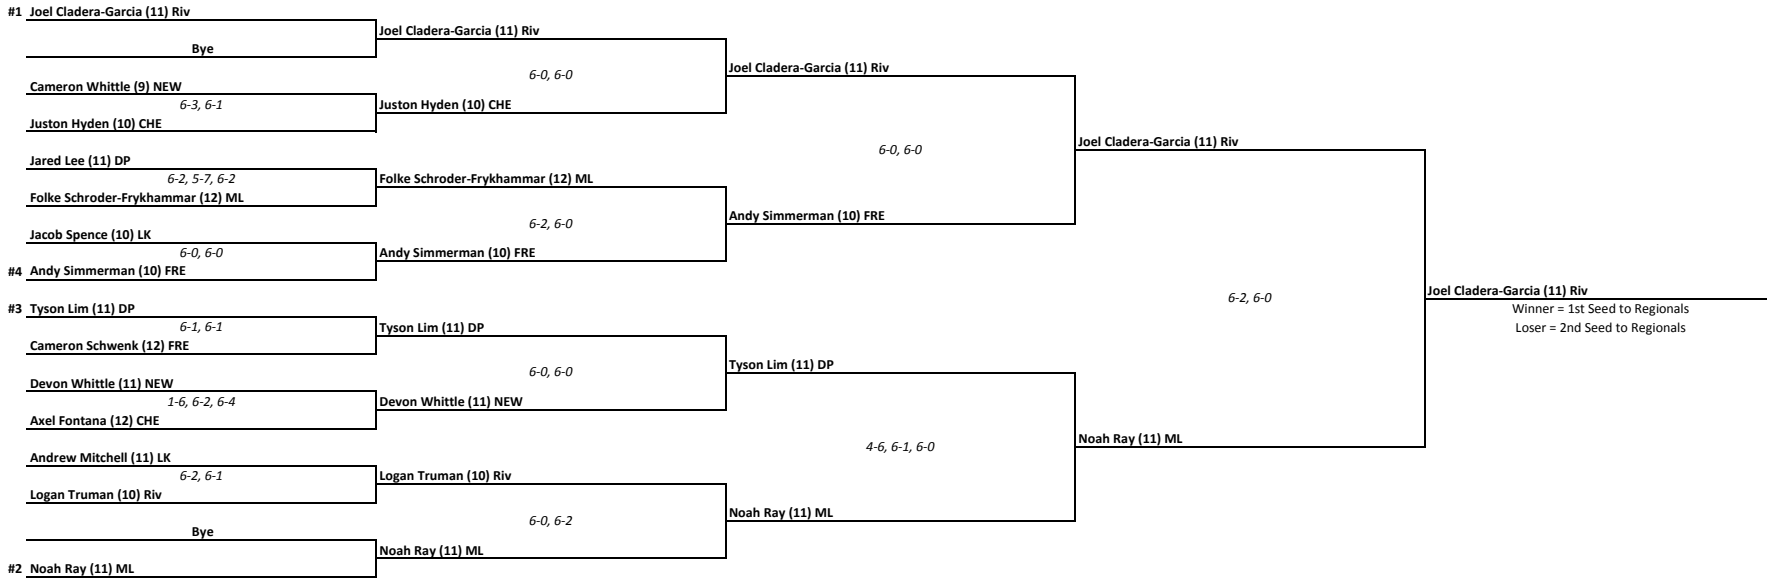 #1 Joel Cladera-Garcia (11) Riv
Joel Cladera-Garcia (11) Riv
Bye
6-0, 6-0
Joel Cladera-Garcia (11) Riv
Cameron Whittle (9) NEW
6-3, 6-1
Juston Hyden (10) CHE
Juston Hyden (10) CHE
Joel Cladera-Garcia (11) Riv
6-0, 6-0
Jared Lee (11) DP
6-2, 5-7, 6-2
Folke Schroder-Frykhammar (12) ML
Folke Schroder-Frykhammar (12) ML
6-2, 6-0
Andy Simmerman (10) FRE
Jacob Spence (10) LK
6-0, 6-0
Andy Simmerman (10) FRE
#4 Andy Simmerman (10) FRE
6-2, 6-0
Joel Cladera-Garcia (11) Riv
Winner = 1st Seed to Regionals
Loser = 2nd Seed to Regionals
#3 Tyson Lim (11) DP
6-1, 6-1
Tyson Lim (11) DP
Cameron Schwenk (12) FRE
6-0, 6-0
Tyson Lim (11) DP
Devon Whittle (11) NEW
1-6, 6-2, 6-4
Devon Whittle (11) NEW
Axel Fontana (12) CHE
4-6, 6-1, 6-0
Noah Ray (11) ML
Andrew Mitchell (11) LK
6-2, 6-1
Logan Truman (10) Riv
Logan Truman (10) Riv
6-0, 6-2
Noah Ray (11) ML
Bye
Noah Ray (11) ML
#2 Noah Ray (11) ML